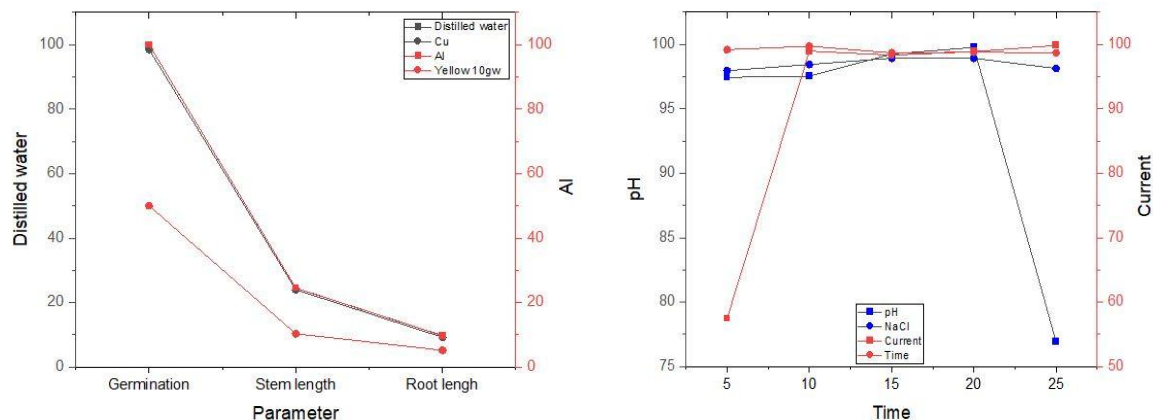 Distilled water
Cu
Al
Yellow 10gw
100
80
60
40
20
0
Distilled water
100
80
60
40
20
0
Al
Germination
Stem length
Root lengh
Parameter
100
95
90
85
80
75
pH
100
90
80
70
60
50
Current
pH
NaCl
Current
Time
5
10
15
20
25
Time